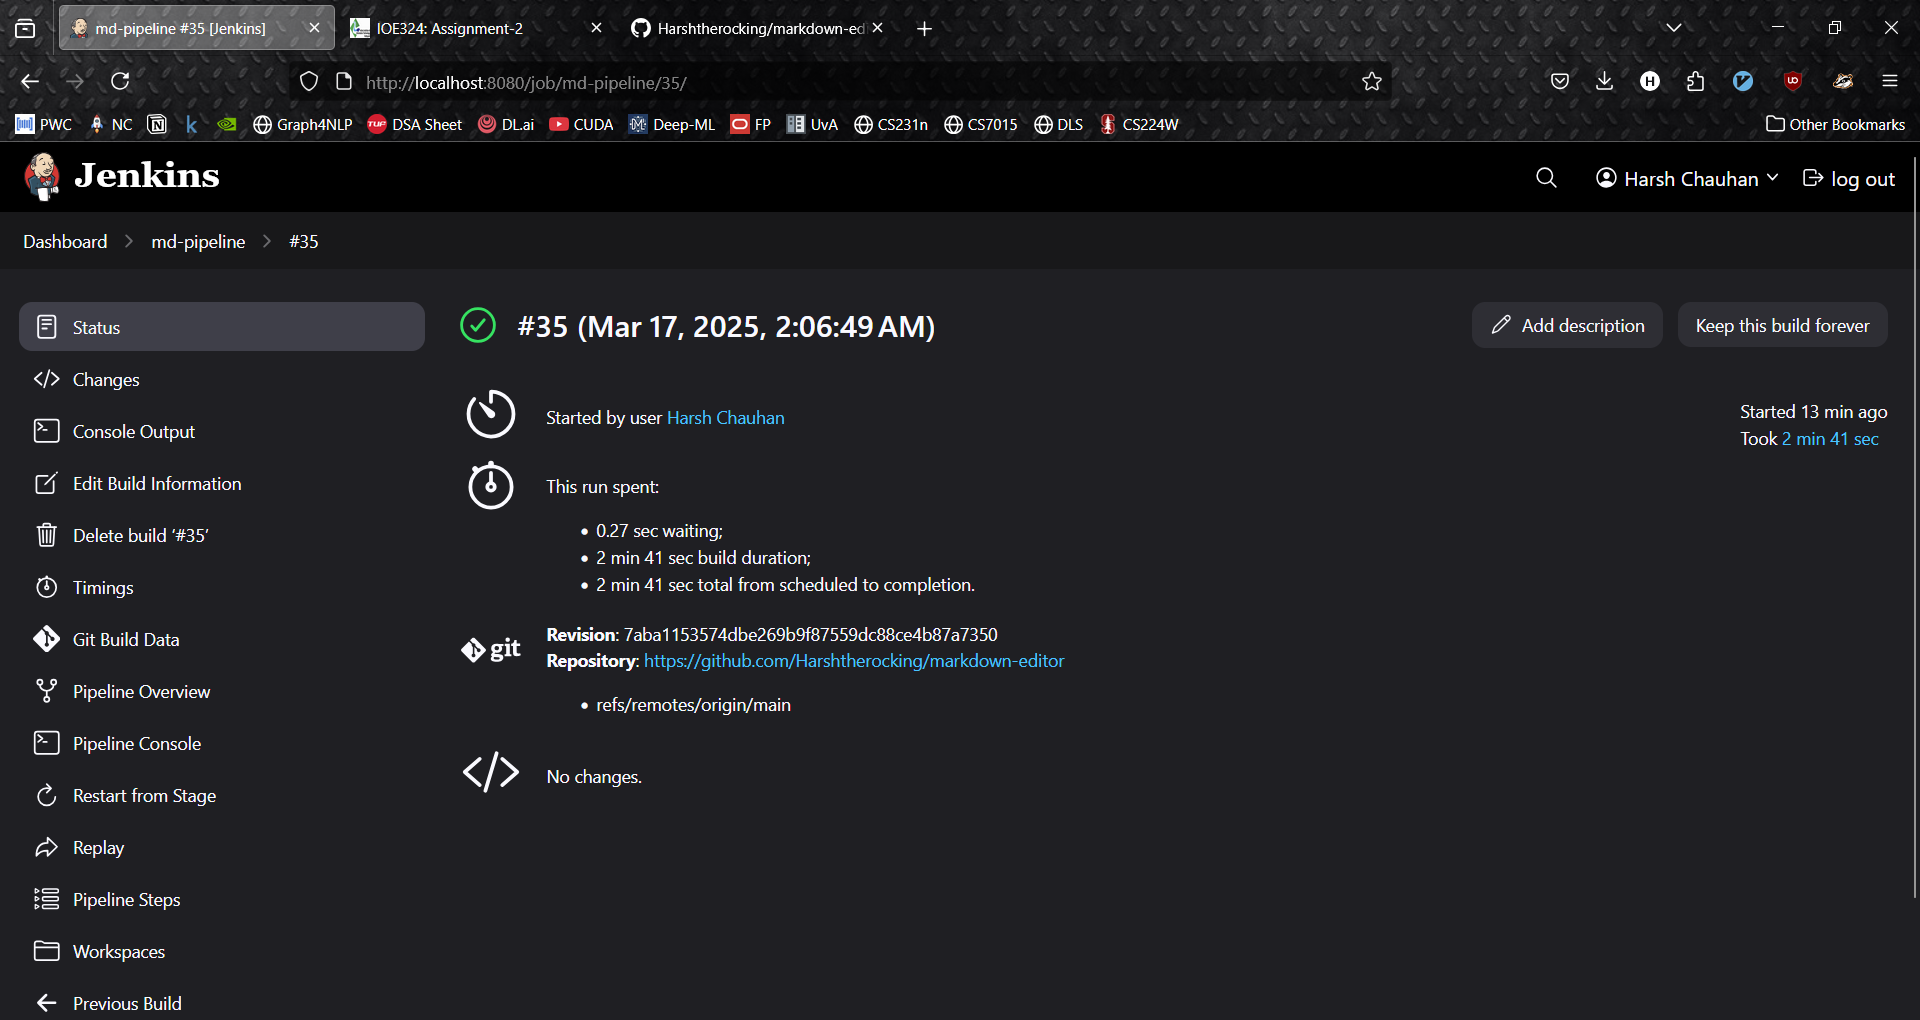 md-pipeline #35 [Jenkins]
IOE324: Assignment-2
Harshtherocking/markdown-ed
http://localhost:8080/job/md-pipeline/35/
PWC NC Graph4NLP DSA Sheet DL.ai CUDA Deep-ML FP UvA CS231n CS7015 DLS CS224W Other Bookmarks
Jenkins
Harsh Chauhan
log out
Dashboard > md-pipeline > #35
Status
Changes
Console Output
Edit Build Information
Delete build ‘#35’
Timings
Git Build Data
Pipeline Overview
Pipeline Console
Restart from Stage
Replay
Pipeline Steps
Workspaces
Previous Build
#35 (Mar 17, 2025, 2:06:49 AM)
Add description
Keep this build forever
Started by user Harsh Chauhan
Started 13 min ago
Took 2 min 41 sec
This run spent:
• 0.27 sec waiting;
• 2 min 41 sec build duration;
• 2 min 41 sec total from scheduled to completion.
git
Revision: 7aba1153574dbe269b9f87559dc88ce4b87a7350
Repository: https://github.com/Harshtherocking/markdown-editor
• refs/remotes/origin/main
No changes.